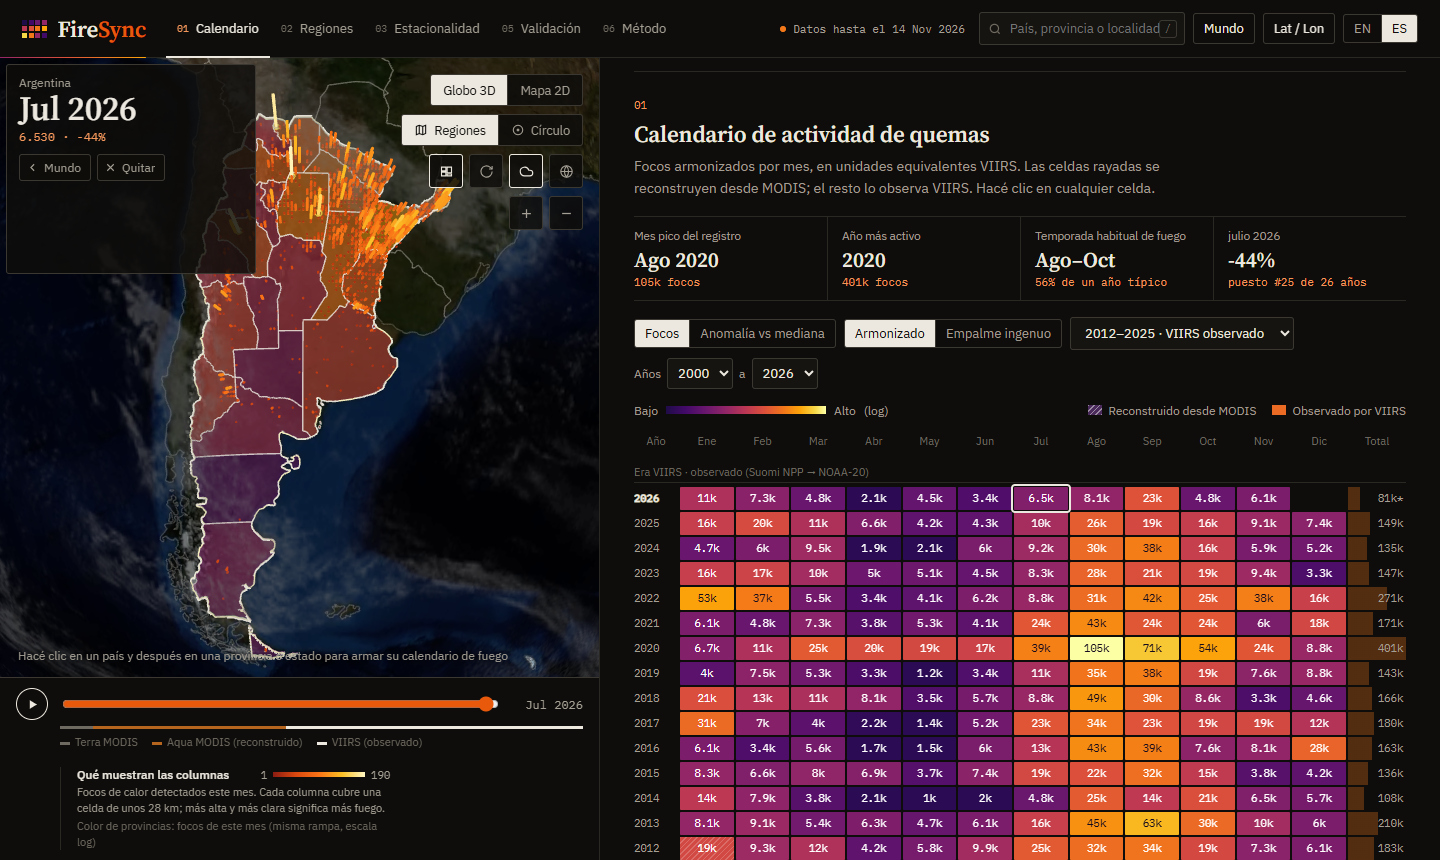 FireSync
01 Calendario
02 Regiones
03 Estacionalidad
05 Validación
06 Método
Datos hasta el 14 Nov 2026
País, provincia o localidad /
Mundo
Lat / Lon
EN ES
Argentina
Jul 2026
6.530 · -44%
Mundo
Quitar
Globo 3D
Mapa 2D
Regiones
Círculo
+ −
Hacé clic en un país y después en una provincia o estado para armar su calendario de fuego
Jul 2026
Terra MODIS
Aqua MODIS (reconstruido)
VIIRS (observado)
Qué muestran las columnas 1 190
Focos de calor detectados este mes. Cada columna cubre una
celda de unos 28 km; más alta y más clara significa más fuego.
Color de provincias: focos de este mes (misma rampa, escala
log)
01
Calendario de actividad de quemas
Focos armonizados por mes, en unidades equivalentes VIIRS. Las celdas rayadas se
reconstruyen desde MODIS; el resto lo observa VIIRS. Hacé clic en cualquier celda.
Mes pico del registro
Ago 2020
105k focos
Año más activo
2020
401k focos
Temporada habitual de fuego
Ago–Oct
56% de un año típico
julio 2026
-44%
puesto #25 de 26 años
Focos
Anomalía vs mediana
Armonizado
Empalme ingenuo
2012–2025 · VIIRS observado
Años 2000 a 2026
Bajo Alto (log)
Reconstruido desde MODIS
Observado por VIIRS
Año Ene Feb Mar Abr May Jun Jul Ago Sep Oct Nov Dic Total
Era VIIRS · observado (Suomi NPP → NOAA-20)
2026 11k 7.3k 4.8k 2.1k 4.5k 3.4k 6.5k 8.1k 23k 4.8k 6.1k 81k*
2025 16k 20k 11k 6.6k 4.2k 4.3k 10k 26k 19k 16k 9.1k 7.4k 149k
2024 4.7k 6k 9.5k 1.9k 2.1k 6k 9.2k 30k 38k 16k 5.9k 5.2k 135k
2023 16k 17k 10k 5k 5.1k 4.5k 8.3k 28k 21k 19k 9.4k 3.3k 147k
2022 53k 37k 5.5k 3.4k 4.1k 6.2k 8.8k 31k 42k 25k 38k 16k 271k
2021 6.1k 4.8k 7.3k 3.8k 5.3k 4.1k 24k 43k 24k 24k 6k 18k 171k
2020 6.7k 11k 25k 20k 19k 17k 39k 105k 71k 54k 24k 8.8k 401k
2019 4k 7.5k 5.3k 3.3k 1.2k 3.4k 11k 35k 38k 19k 7.6k 8.8k 143k
2018 21k 13k 11k 8.1k 3.5k 5.7k 8.8k 49k 30k 8.6k 3.3k 4.6k 166k
2017 31k 7k 4k 2.2k 1.4k 5.2k 23k 34k 23k 19k 19k 12k 180k
2016 6.1k 3.4k 5.6k 1.7k 1.5k 6k 13k 43k 39k 7.6k 8.1k 28k 163k
2015 8.3k 6.6k 8k 6.9k 3.7k 7.4k 19k 22k 32k 15k 3.8k 4.2k 136k
2014 14k 7.9k 3.8k 2.1k 1k 2k 4.8k 25k 14k 21k 6.5k 5.7k 108k
2013 8.1k 9.1k 5.4k 6.3k 4.7k 6.1k 16k 45k 63k 30k 10k 6k 210k
2012 19k 9.3k 12k 4.2k 5.8k 9.9k 25k 32k 34k 19k 7.3k 6.1k 183k